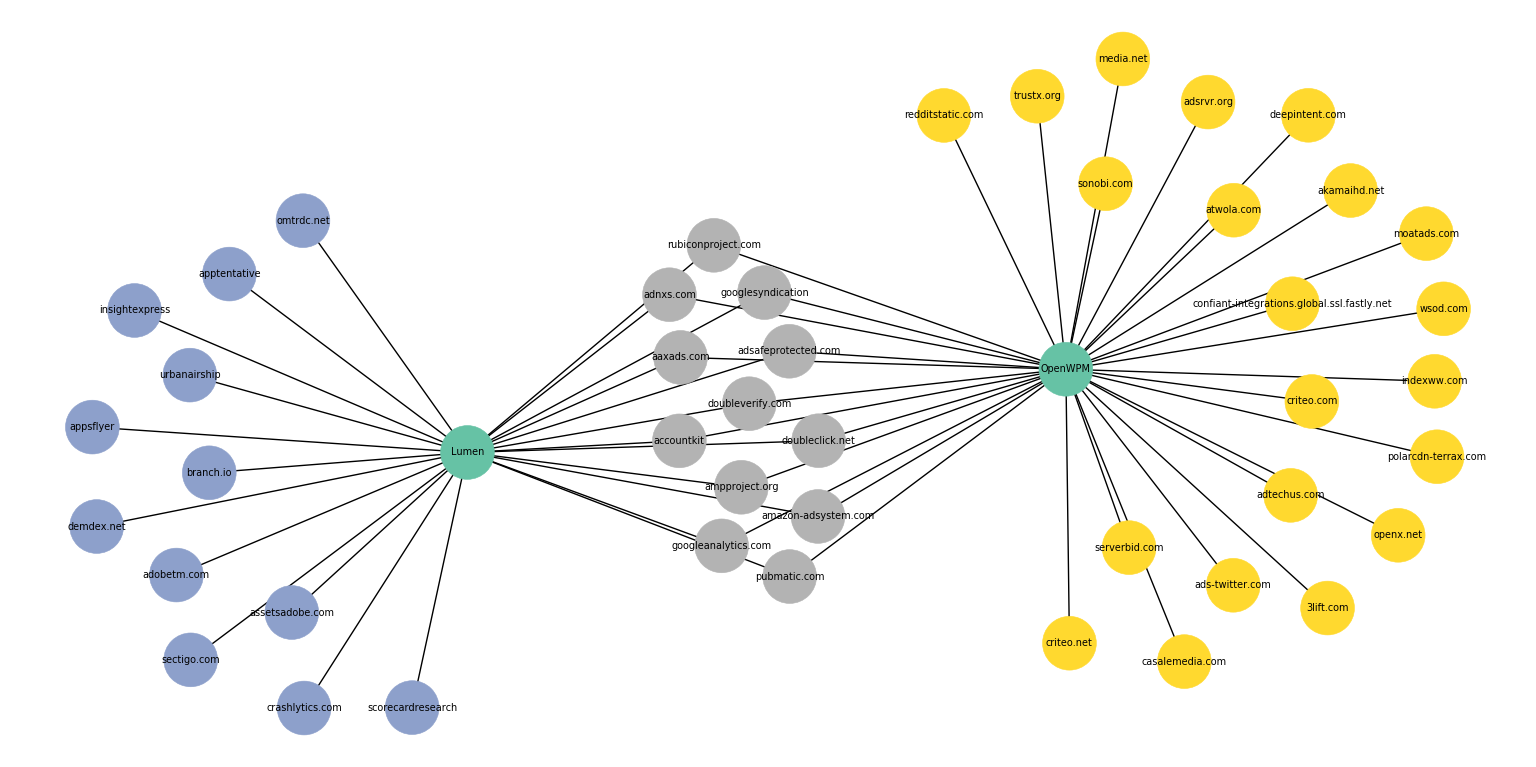 media.net
trustx.org
adsrvr.org
redditstatic.com
deepintent.com
sonobi.com
akamaihd.net
atwola.com
omtrdc.net
moatads.com
rubiconproject.com
apptentative
googlesyndication
adnxs.com
confiant-integrations.global.ssl.fastly.net
insightexpress
wsod.com
adsafeprotected.com
aaxads.com
OpenWPM
urbanairship
indexww.com
criteo.com
doubleverify.com
appsflyer
accountkit
doubleclick.net
Lumen
polarcdn-terrax.com
branch.io
ampproject.org
adtechus.com
amazon-adsystem.com
demdex.net
openx.net
googleanalytics.com
serverbid.com
adobetm.com
pubmatic.com
ads-twitter.com
3lift.com
assetsadobe.com
criteo.net
sectigo.com
casalemedia.com
crashlytics.com
scorecardresearch